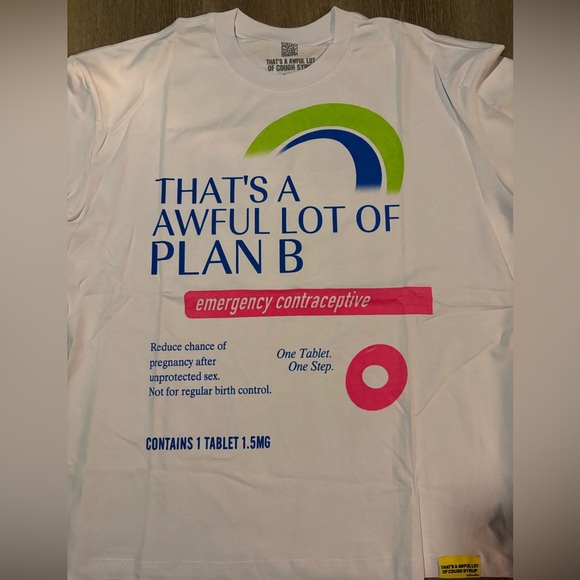 THAT'S A AWFUL LOT
OF COUGH SYRUP
THAT'S A
AWFUL LOT OF
PLAN B
emergency contraceptive
Reduce chance of
pregnancy after
unprotected sex.
Not for regular birth control.
One Tablet.
One Step.
CONTAINS 1 TABLET 1.5MG
THAT'S A AWFUL LOT
OF COUGH SYRUP